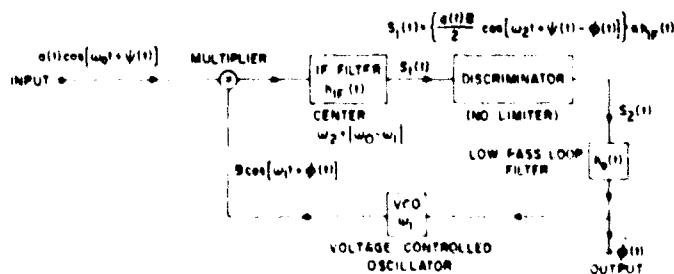 S₁(t) = { a(t)B/2 cos[ω₂t + ψ(t) - φ(t)] } * h_IF(t)
a(t) cos[ω₀t + ψ(t)]
MULTIPLIER
INPUT
IF FILTER
h_IF(t)
S₁(t)
DISCRIMINATOR
(NO LIMITER)
CENTER
ω₂ = |ω₀ - ω₁|
S₂(t)
LOW PASS LOOP
FILTER
h_o(t)
B cos[ω₁t + φ(t)]
VCO
ω₁
VOLTAGE CONTROLLED
OSCILLATOR
φ̇(t)
OUTPUT